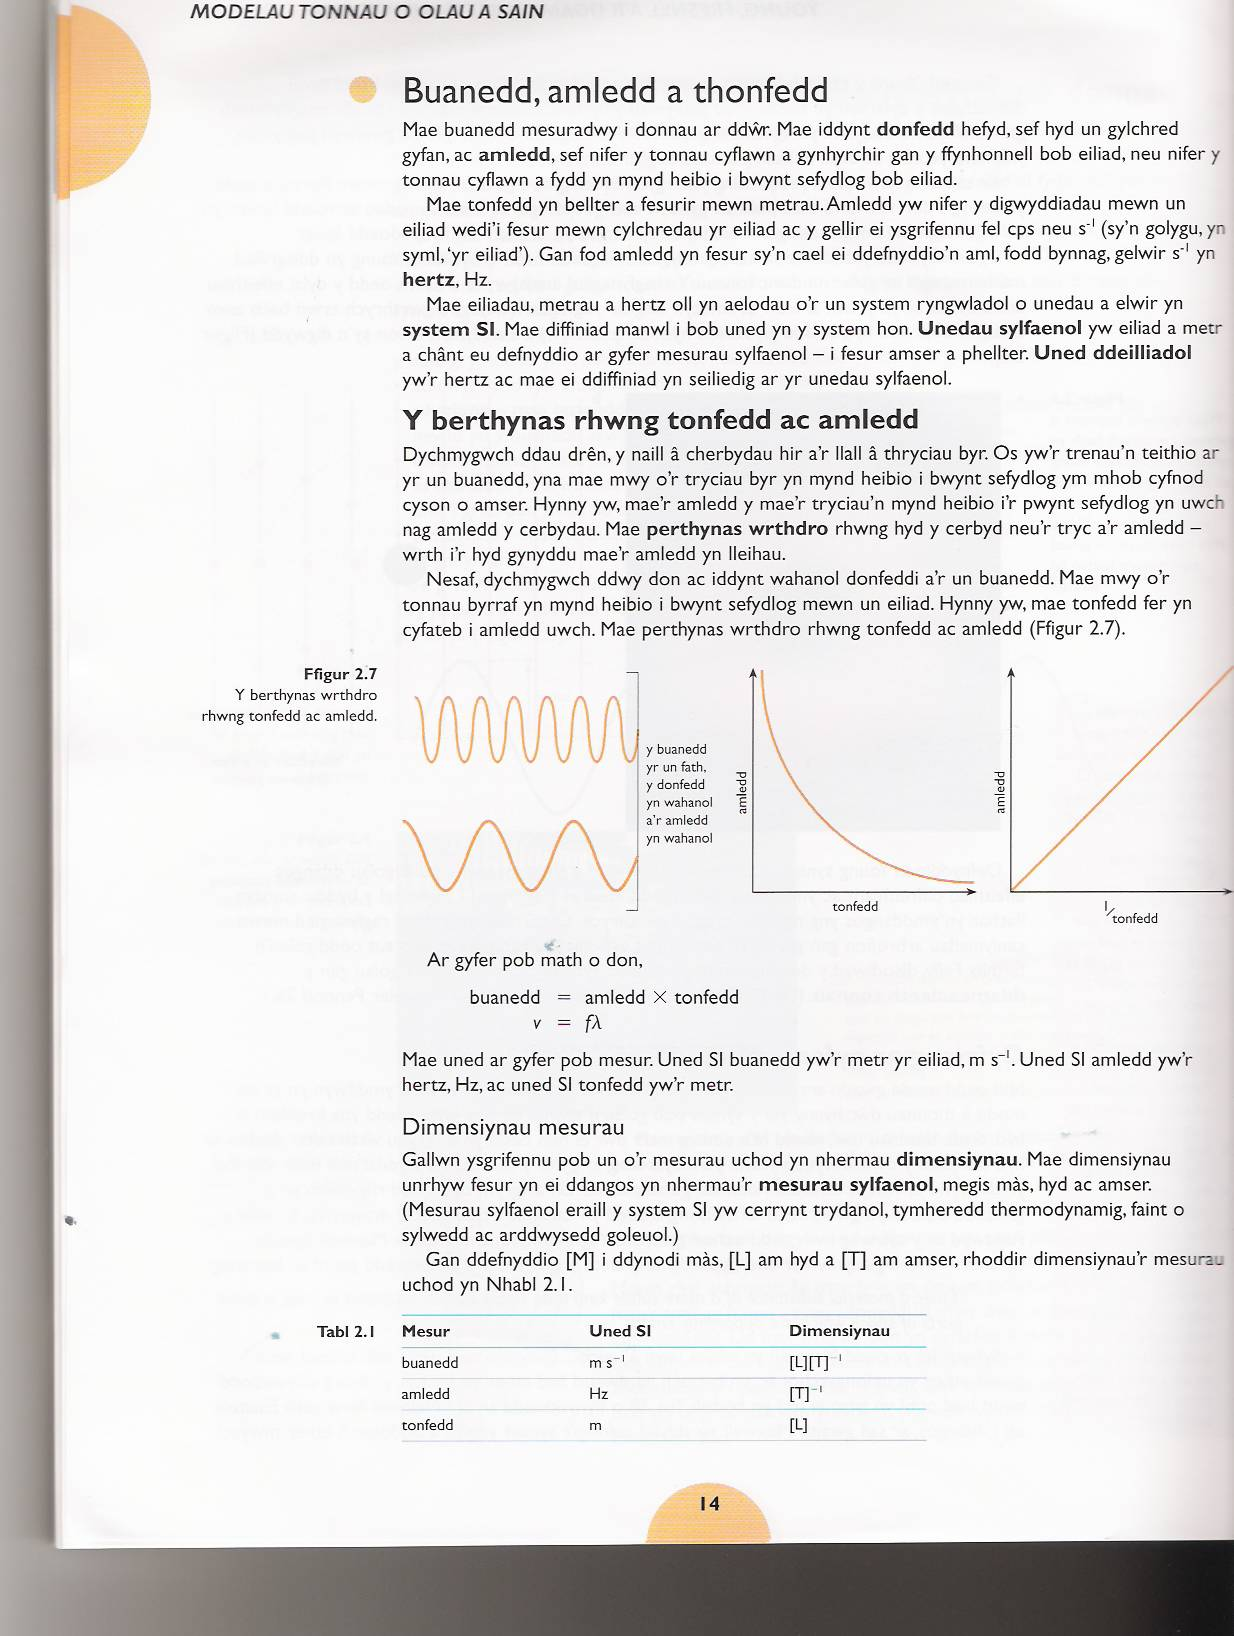 MODELAU TONNAU O OLAU A SAIN
Buanedd, amledd a thonfedd
Mae buanedd mesuradwy i donnau ar ddŵr. Mae iddynt donfedd hefyd, sef hyd un gylchred
gyfan, ac amledd, sef nifer y tonnau cyflawn a gynhyrchir gan y ffynhonnell bob eiliad, neu nifer y
tonnau cyflawn a fydd yn mynd heibio i bwynt sefydlog bob eiliad.
Mae tonfedd yn bellter a fesurir mewn metrau. Amledd yw nifer y digwyddiadau mewn un
eiliad wedi'i fesur mewn cylchredau yr eiliad ac y gellir ei ysgrifennu fel cps neu s⁻¹ (sy'n golygu, yn
syml, 'yr eiliad'). Gan fod amledd yn fesur sy'n cael ei ddefnyddio'n aml, fodd bynnag, gelwir s⁻¹ yn
hertz, Hz.
Mae eiliadau, metrau a hertz oll yn aelodau o'r un system ryngwladol o unedau a elwir yn
system SI. Mae diffiniad manwl i bob uned yn y system hon. Unedau sylfaenol yw eiliad a metr
a chânt eu defnyddio ar gyfer mesurau sylfaenol – i fesur amser a phellter. Uned ddeilliadol
yw'r hertz ac mae ei ddiffiniad yn seiliedig ar yr unedau sylfaenol.
Y berthynas rhwng tonfedd ac amledd
Dychmygwch ddau drên, y naill â cherbydau hir a'r llall â thryciau byr. Os yw'r trenau'n teithio ar
yr un buanedd, yna mae mwy o'r tryciau byr yn mynd heibio i bwynt sefydlog ym mhob cyfnod
cyson o amser. Hynny yw, mae'r amledd y mae'r tryciau'n mynd heibio i'r pwynt sefydlog yn uwch
nag amledd y cerbydau. Mae perthynas wrthdro rhwng hyd y cerbyd neu'r tryc a'r amledd –
wrth i'r hyd gynyddu mae'r amledd yn lleihau.
Nesaf, dychmygwch ddwy don ac iddynt wahanol donfeddi a'r un buanedd. Mae mwy o'r
tonnau byrraf yn mynd heibio i bwynt sefydlog mewn un eiliad. Hynny yw, mae tonfedd fer yn
cyfateb i amledd uwch. Mae perthynas wrthdro rhwng tonfedd ac amledd (Ffigur 2.7).
Ffigur 2.7
Y berthynas wrthdro
rhwng tonfedd ac amledd.
y buanedd
yr un fath,
y donfedd
yn wahanol
a'r amledd
yn wahanol
amledd
tonfedd
amledd
1/tonfedd
Ar gyfer pob math o don,
buanedd = amledd × tonfedd
v = fλ
Mae uned ar gyfer pob mesur. Uned SI buanedd yw'r metr yr eiliad, m s⁻¹. Uned SI amledd yw'r
hertz, Hz, ac uned SI tonfedd yw'r metr.
Dimensiynau mesurau
Gallwn ysgrifennu pob un o'r mesurau uchod yn nhermau dimensiynau. Mae dimensiynau
unrhyw fesur yn ei ddangos yn nhermau'r mesurau sylfaenol, megis màs, hyd ac amser.
(Mesurau sylfaenol eraill y system SI yw cerrynt trydanol, tymheredd thermodynamig, faint o
sylwedd ac arddwysedd goleuol.)
Gan ddefnyddio [M] i ddynodi màs, [L] am hyd a [T] am amser, rhoddir dimensiynau'r mesurau
uchod yn Nhabl 2.1.
Tabl 2.1 Mesur Uned SI Dimensiynau
buanedd m s⁻¹ [L][T]⁻¹
amledd Hz [T]⁻¹
tonfedd m [L]
14